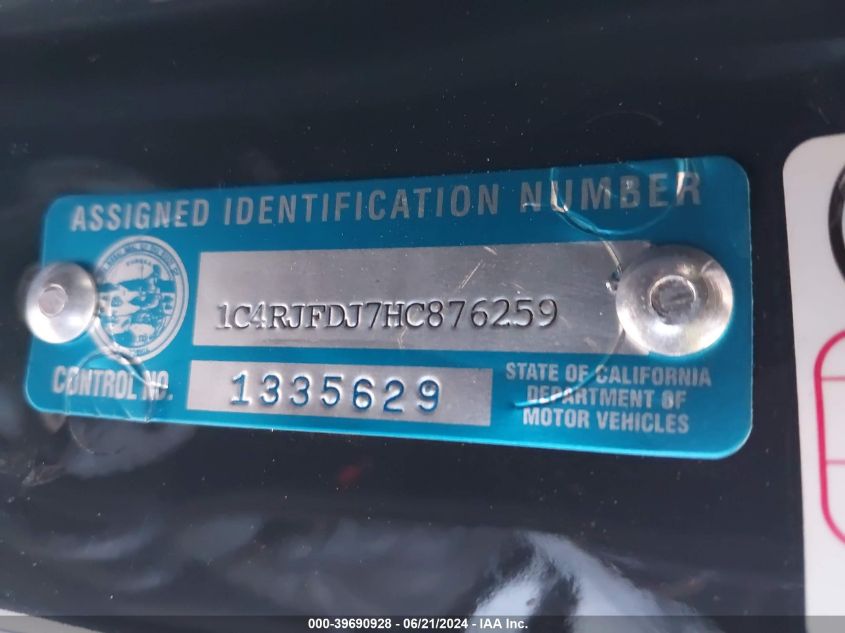 ASSIGNED IDENTIFICATION NUMBER
1C4RJFDJ7HC876259
CONTROL NO.
1335629
STATE OF CALIFORNIA
DEPARTMENT OF
MOTOR VEHICLES
000-39690928 - 06/21/2024 - IAA Inc.